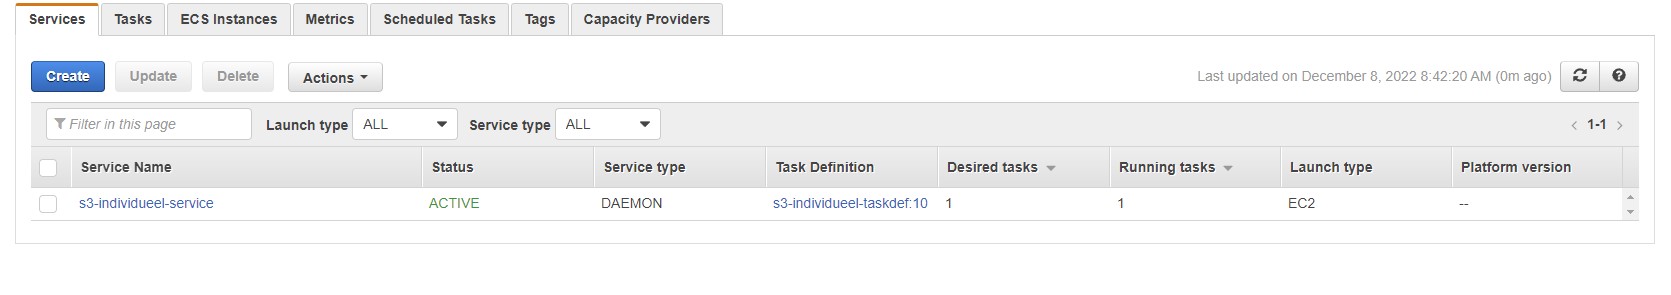 Services Tasks ECS Instances Metrics Scheduled Tasks Tags Capacity Providers
Create Update Delete Actions Last updated on December 8, 2022 8:42:20 AM (0m ago)
Filter in this page Launch type ALL Service type ALL 1-1
Service Name Status Service type Task Definition Desired tasks Running tasks Launch type Platform version
s3-individueel-service ACTIVE DAEMON s3-individueel-taskdef:10 1 1 EC2 --